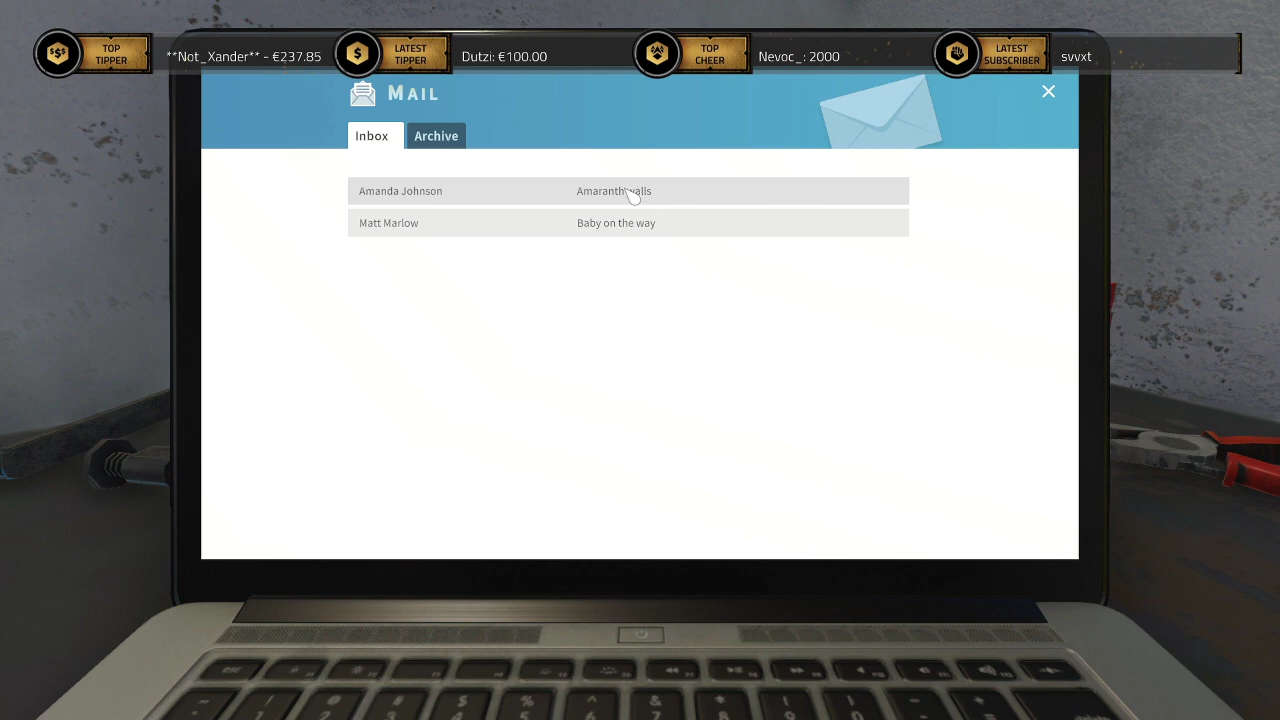 TOP TIPPER **Not_Xander** - €237.85
LATEST TIPPER Dutzi: €100.00
TOP CHEER Nevoc_: 2000
LATEST SUBSCRIBER svvxt
MAIL
Inbox Archive
Amanda Johnson Amaranth walls
Matt Marlow Baby on the way
esc